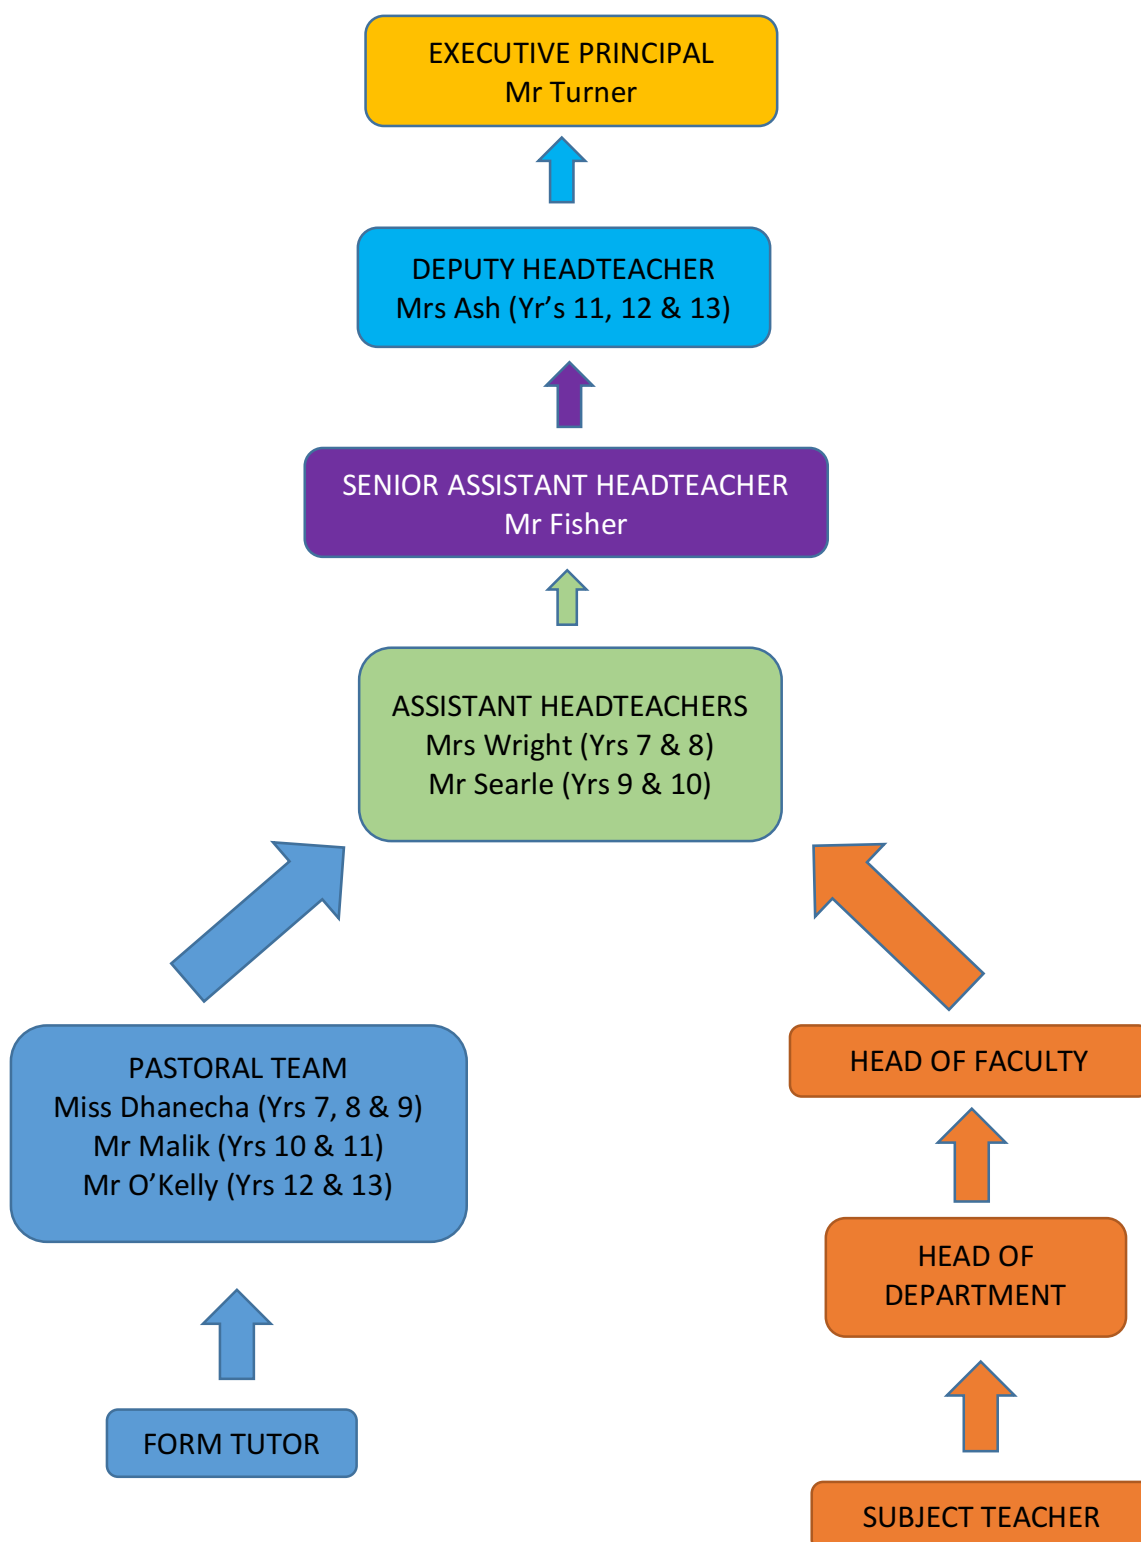 EXECUTIVE PRINCIPAL
Mr Turner
DEPUTY HEADTEACHER
Mrs Ash (Yr’s 11, 12 & 13)
SENIOR ASSISTANT HEADTEACHER
Mr Fisher
ASSISTANT HEADTEACHERS
Mrs Wright (Yrs 7 & 8)
Mr Searle (Yrs 9 & 10)
PASTORAL TEAM
Miss Dhanecha (Yrs 7, 8 & 9)
Mr Malik (Yrs 10 & 11)
Mr O’Kelly (Yrs 12 & 13)
FORM TUTOR
HEAD OF FACULTY
HEAD OF
DEPARTMENT
SUBJECT TEACHER